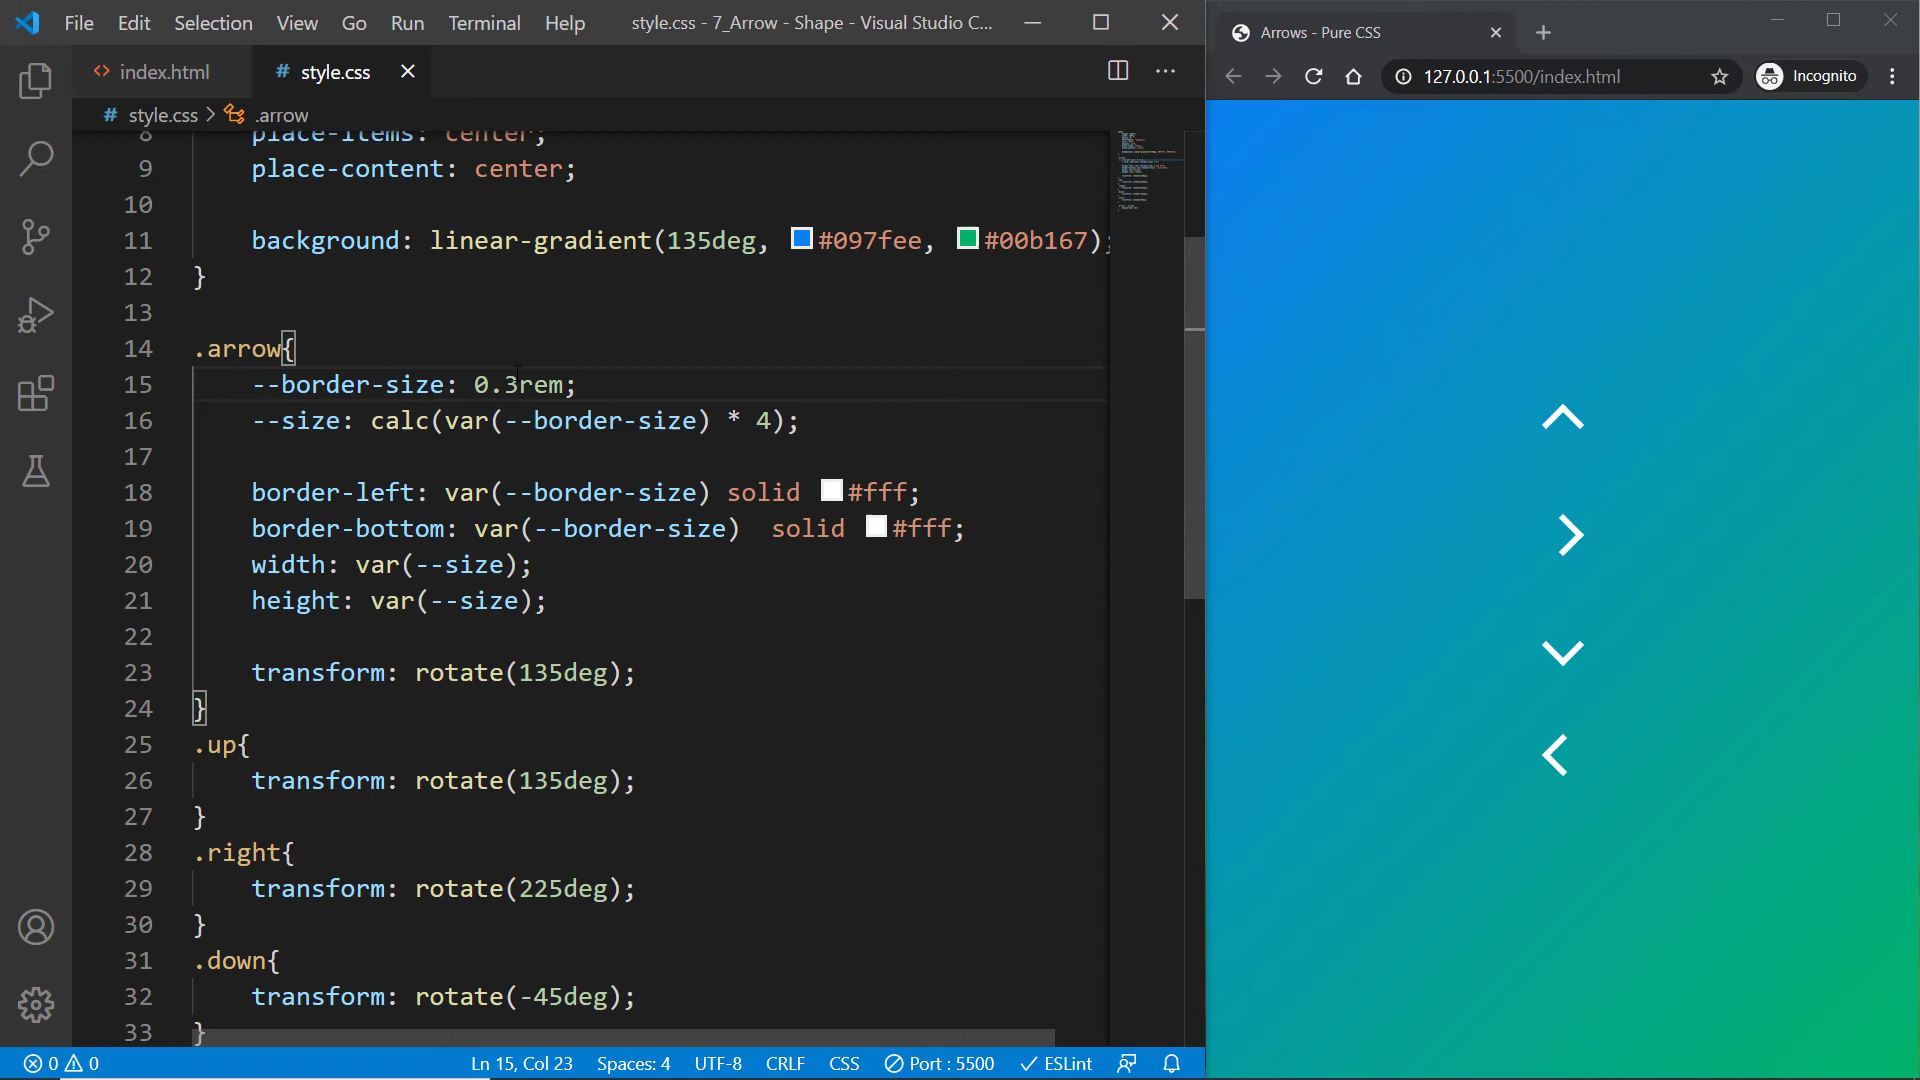 File Edit Selection View Go Run Terminal Help style.css - 7_Arrow - Shape - Visual Studio C...
index.html # style.css
# style.css > .arrow
8 place-items: center;
9 place-content: center;
10
11 background: linear-gradient(135deg, #097fee, #00b167);
12 }
13
14 .arrow{
15 --border-size: 0.3rem;
16 --size: calc(var(--border-size) * 4);
17
18 border-left: var(--border-size) solid #fff;
19 border-bottom: var(--border-size)  solid #fff;
20 width: var(--size);
21 height: var(--size);
22
23 transform: rotate(135deg);
24 }
25 .up{
26 transform: rotate(135deg);
27 }
28 .right{
29 transform: rotate(225deg);
30 }
31 .down{
32 transform: rotate(-45deg);
33 }
0 0 Ln 15, Col 23 Spaces: 4 UTF-8 CRLF CSS Port : 5500 ESLint
Arrows - Pure CSS
127.0.0.1:5500/index.html Incognito